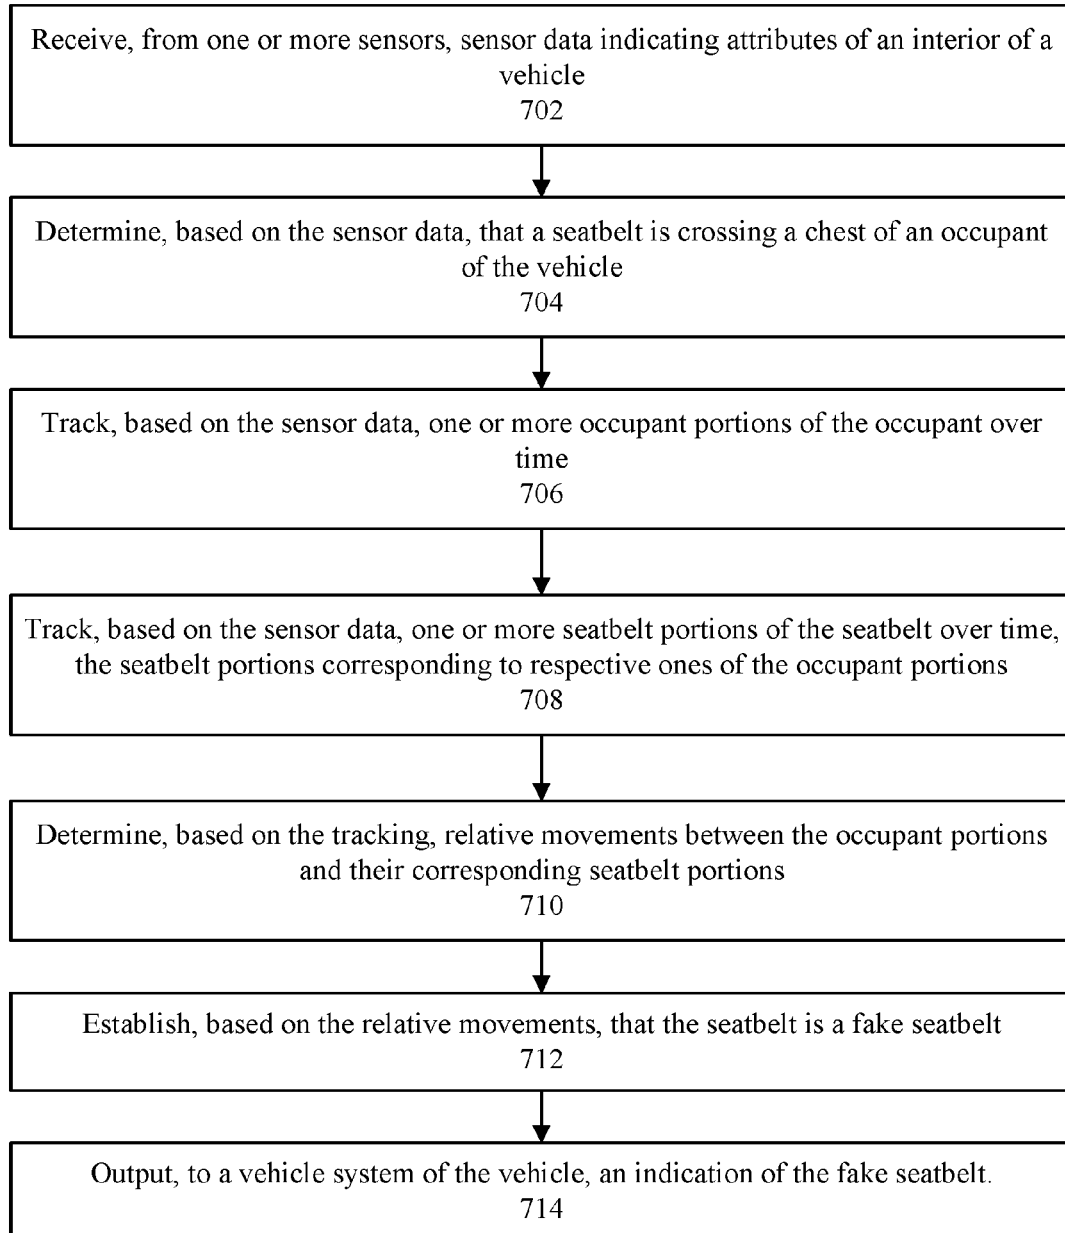 Receive, from one or more sensors, sensor data indicating attributes of an interior of a
vehicle
702
Determine, based on the sensor data, that a seatbelt is crossing a chest of an occupant
of the vehicle
704
Track, based on the sensor data, one or more occupant portions of the occupant over
time
706
Track, based on the sensor data, one or more seatbelt portions of the seatbelt over time,
the seatbelt portions corresponding to respective ones of the occupant portions
708
Determine, based on the tracking, relative movements between the occupant portions
and their corresponding seatbelt portions
710
Establish, based on the relative movements, that the seatbelt is a fake seatbelt
712
Output, to a vehicle system of the vehicle, an indication of the fake seatbelt.
714